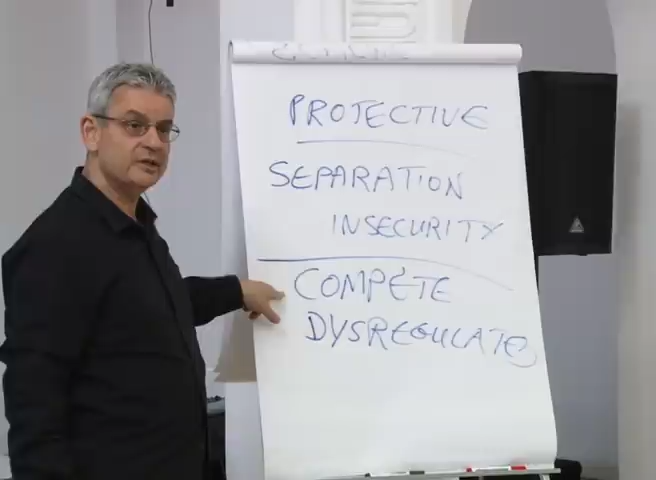 PROTECTIVE
SEPARATION
INSECURITY
COMPETE
DYSREGULATE